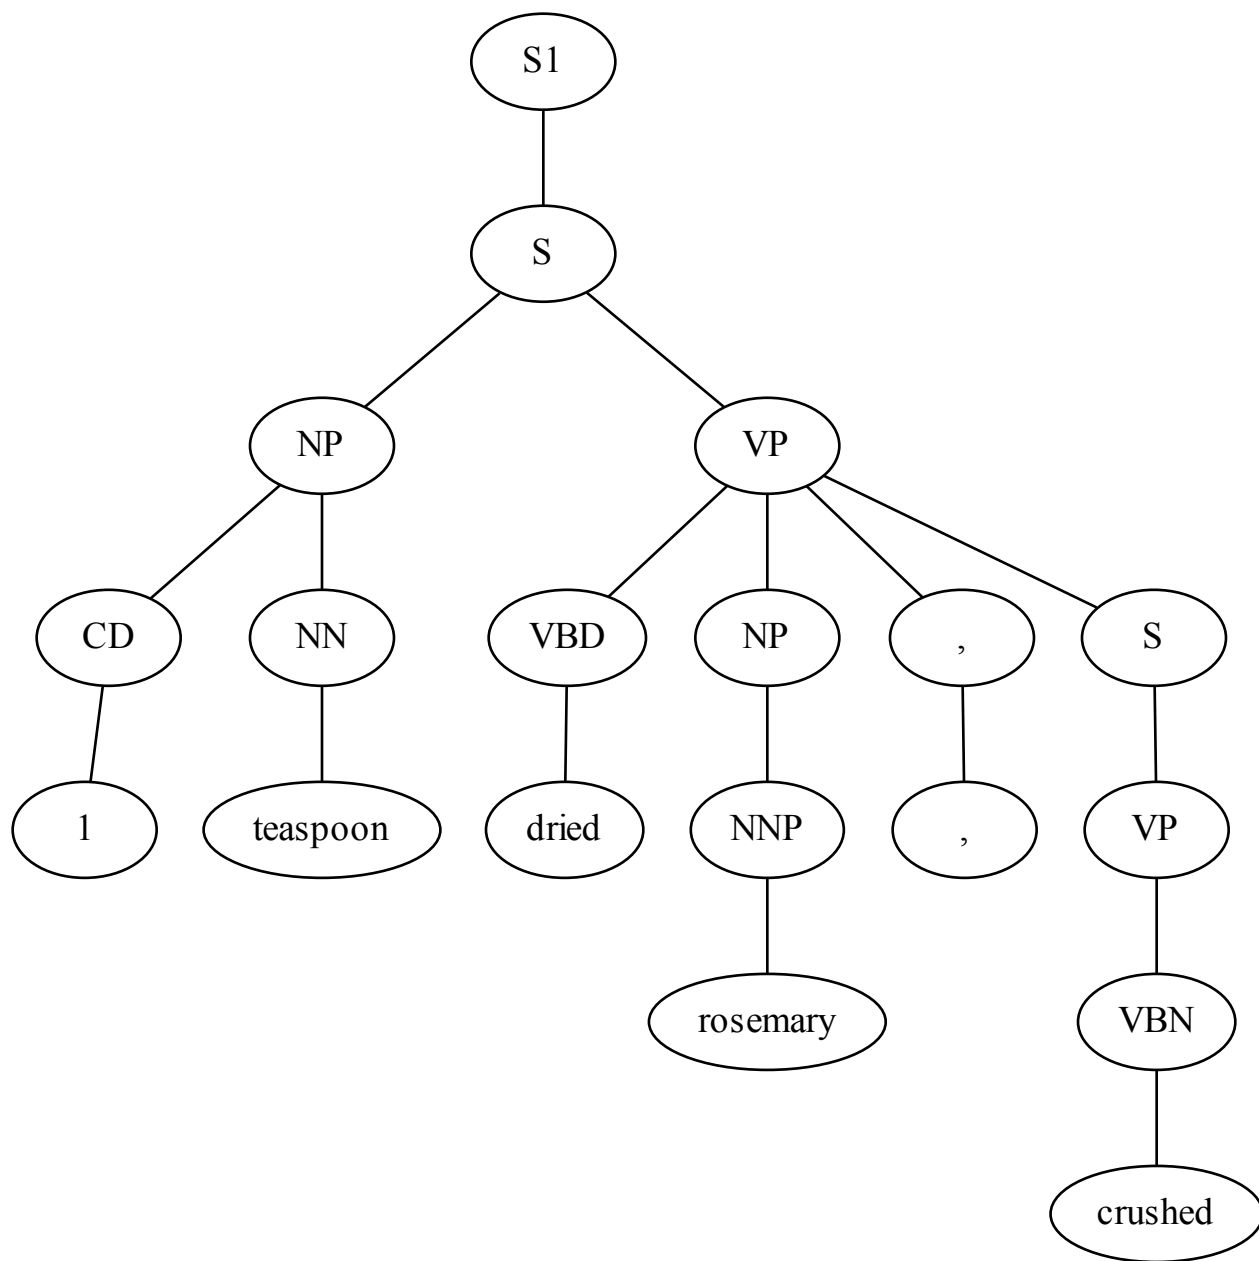 S1
S
NP VP
CD NN VBD NP , S
1 teaspoon dried NNP , VP
rosemary VBN
crushed